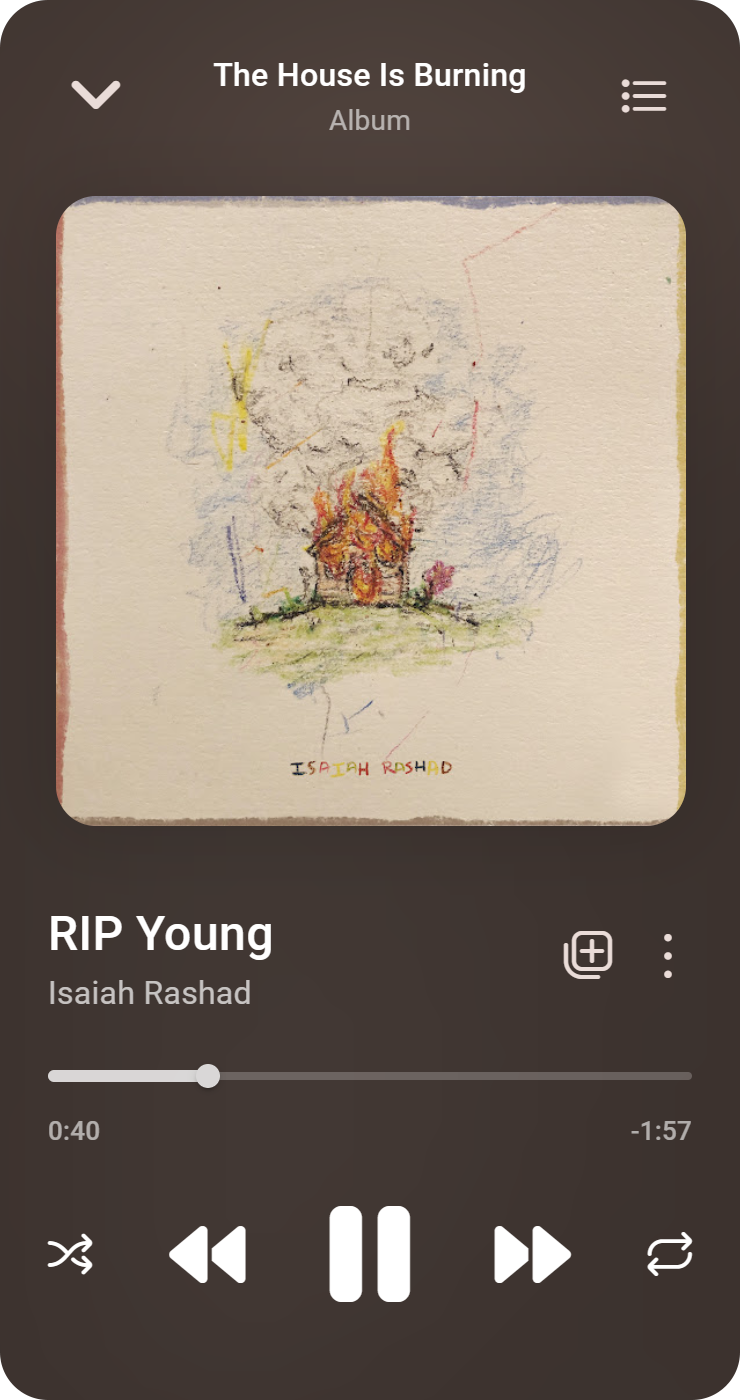 The House Is Burning
Album
ISAIAH RASHAD
RIP Young
Isaiah Rashad
0:40
-1:57